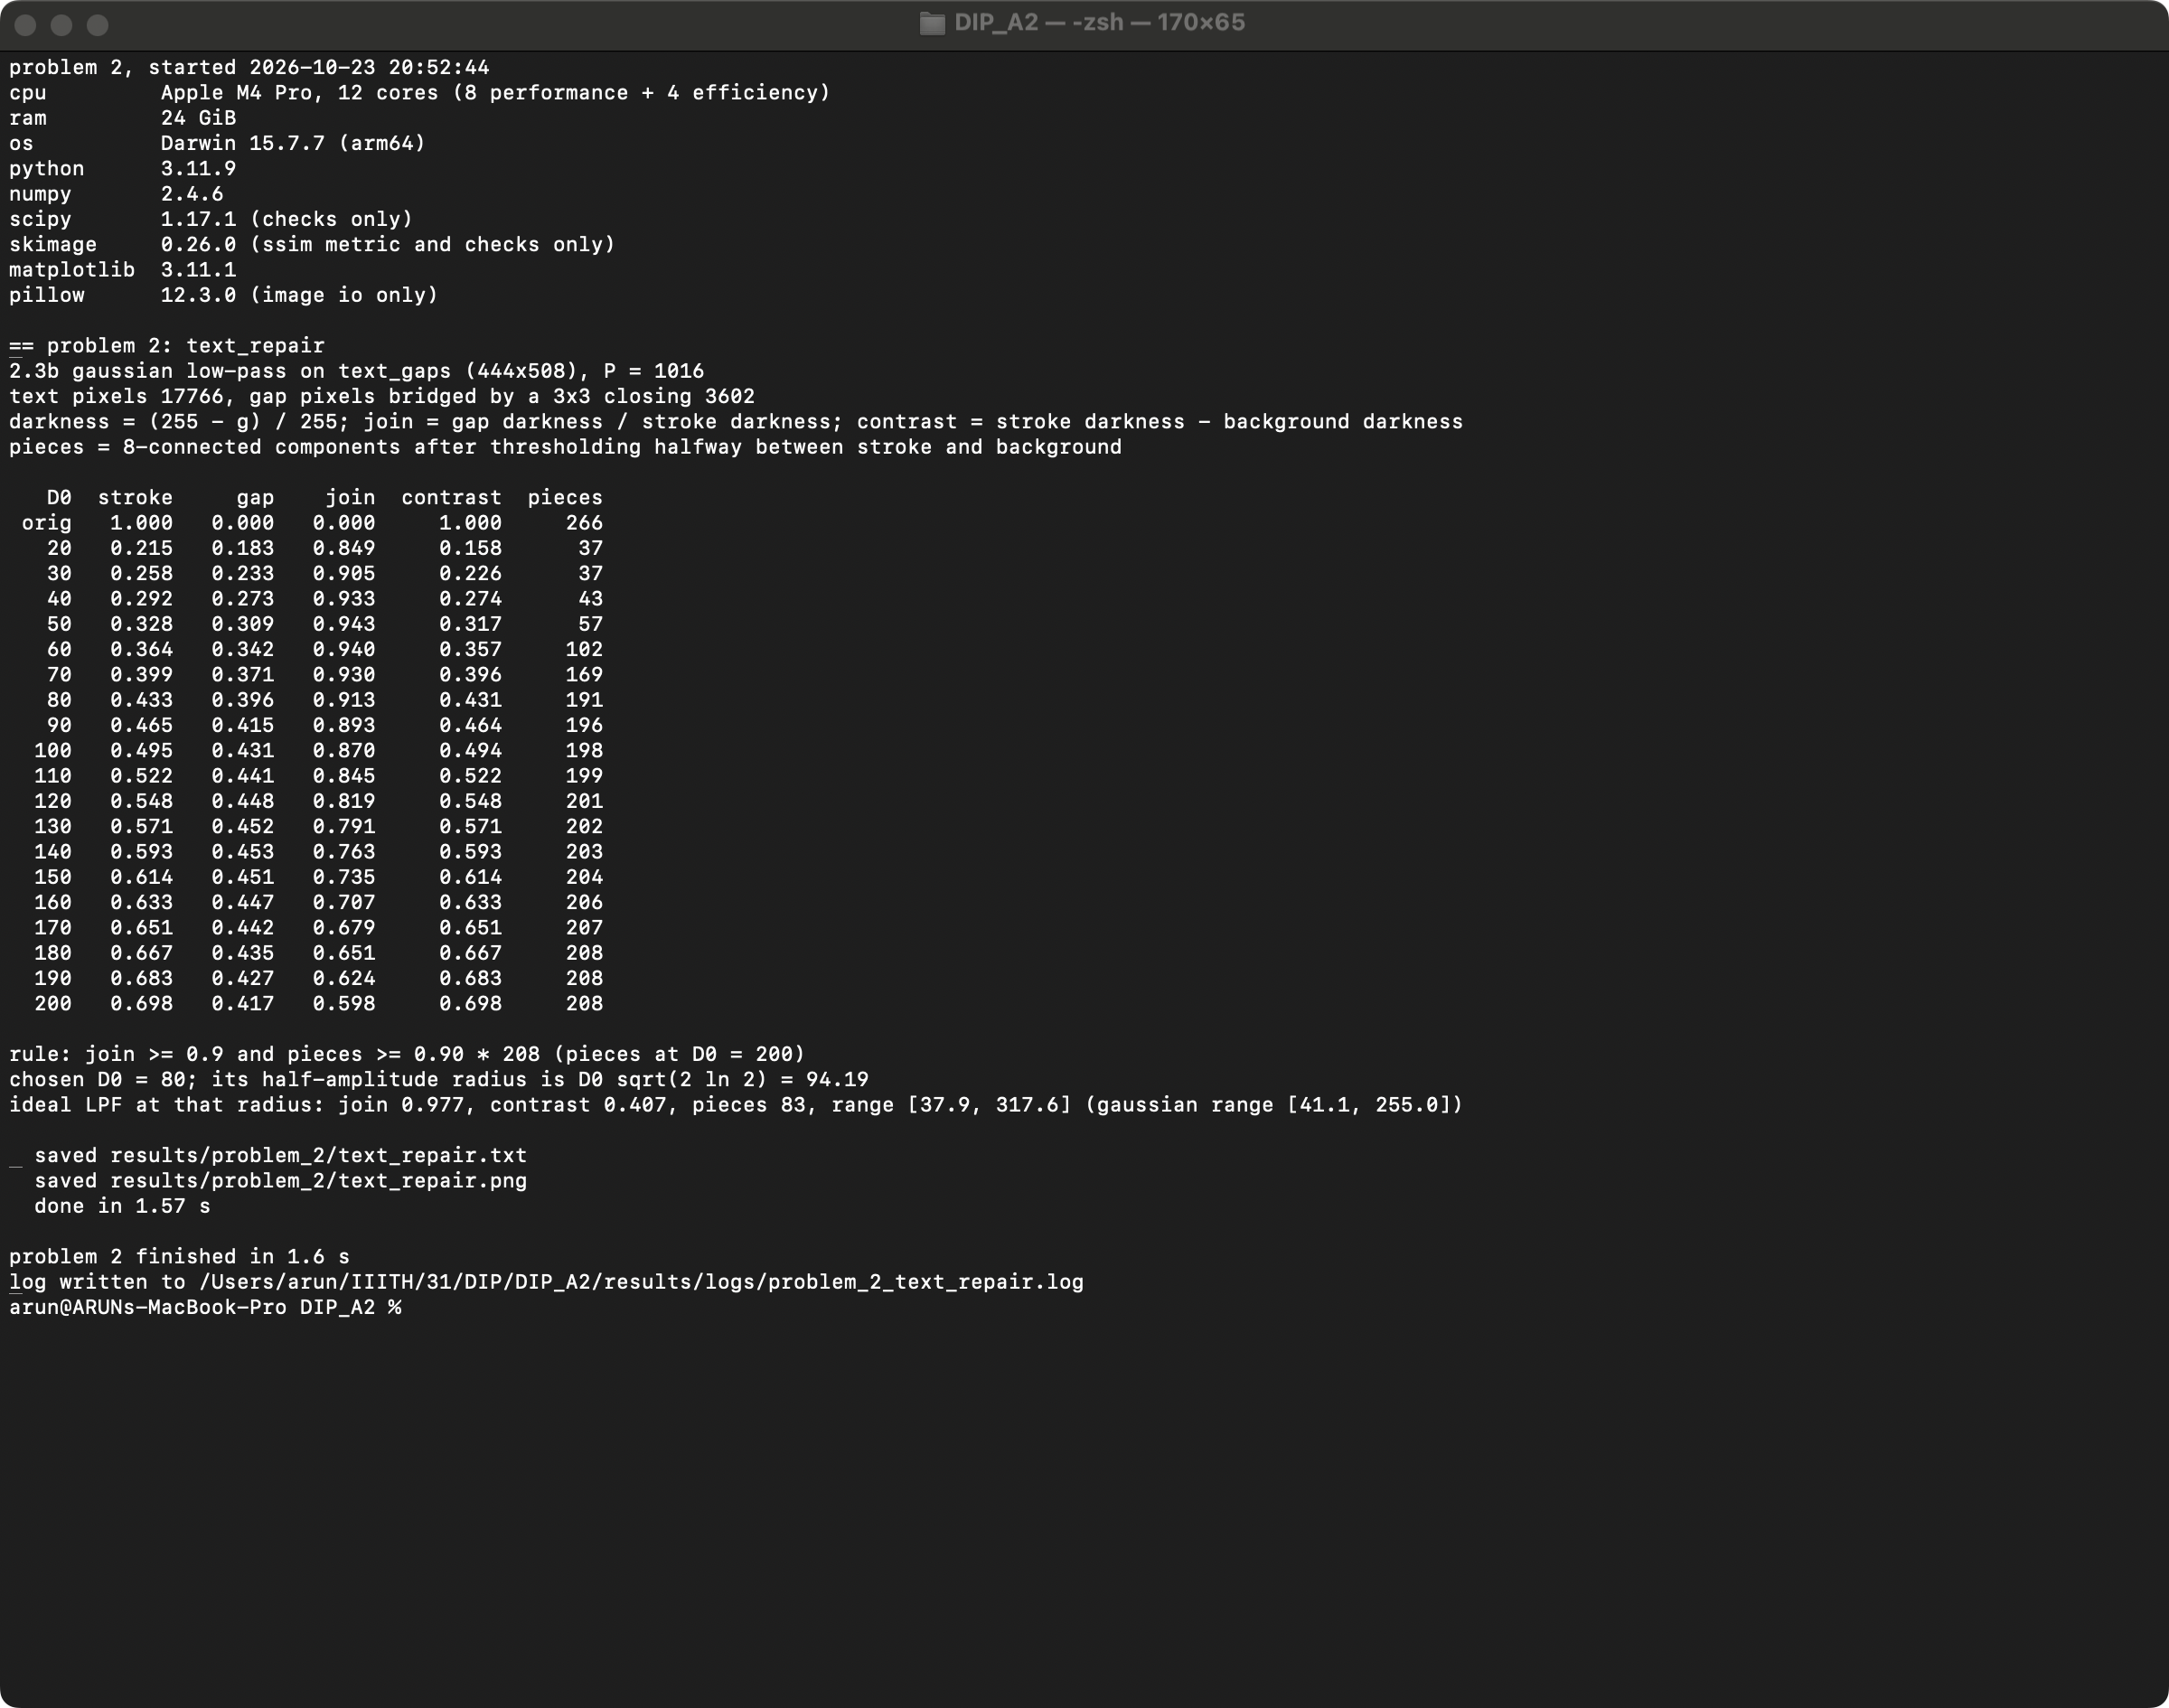 DIP_A2 — -zsh — 170×65
problem 2, started 2026-10-23 20:52:44
cpu         Apple M4 Pro, 12 cores (8 performance + 4 efficiency)
ram         24 GiB
os          Darwin 15.7.7 (arm64)
python      3.11.9
numpy       2.4.6
scipy       1.17.1 (checks only)
skimage     0.26.0 (ssim metric and checks only)
matplotlib  3.11.1
pillow      12.3.0 (image io only)

== problem 2: text_repair
2.3b gaussian low-pass on text_gaps (444x508), P = 1016
text pixels 17766, gap pixels bridged by a 3x3 closing 3602
darkness = (255 - g) / 255; join = gap darkness / stroke darkness; contrast = stroke darkness - background darkness
pieces = 8-connected components after thresholding halfway between stroke and background

   D0  stroke     gap    join  contrast  pieces
 orig   1.000   0.000   0.000     1.000     266
   20   0.215   0.183   0.849     0.158      37
   30   0.258   0.233   0.905     0.226      37
   40   0.292   0.273   0.933     0.274      43
   50   0.328   0.309   0.943     0.317      57
   60   0.364   0.342   0.940     0.357     102
   70   0.399   0.371   0.930     0.396     169
   80   0.433   0.396   0.913     0.431     191
   90   0.465   0.415   0.893     0.464     196
  100   0.495   0.431   0.870     0.494     198
  110   0.522   0.441   0.845     0.522     199
  120   0.548   0.448   0.819     0.548     201
  130   0.571   0.452   0.791     0.571     202
  140   0.593   0.453   0.763     0.593     203
  150   0.614   0.451   0.735     0.614     204
  160   0.633   0.447   0.707     0.633     206
  170   0.651   0.442   0.679     0.651     207
  180   0.667   0.435   0.651     0.667     208
  190   0.683   0.427   0.624     0.683     208
  200   0.698   0.417   0.598     0.698     208

rule: join >= 0.9 and pieces >= 0.90 * 208 (pieces at D0 = 200)
chosen D0 = 80; its half-amplitude radius is D0 sqrt(2 ln 2) = 94.19
ideal LPF at that radius: join 0.977, contrast 0.407, pieces 83, range [37.9, 317.6] (gaussian range [41.1, 255.0])

_ saved results/problem_2/text_repair.txt
  saved results/problem_2/text_repair.png
  done in 1.57 s

problem 2 finished in 1.6 s
log written to /Users/arun/IIITH/31/DIP/DIP_A2/results/logs/problem_2_text_repair.log
arun@ARUNs-MacBook-Pro DIP_A2 %